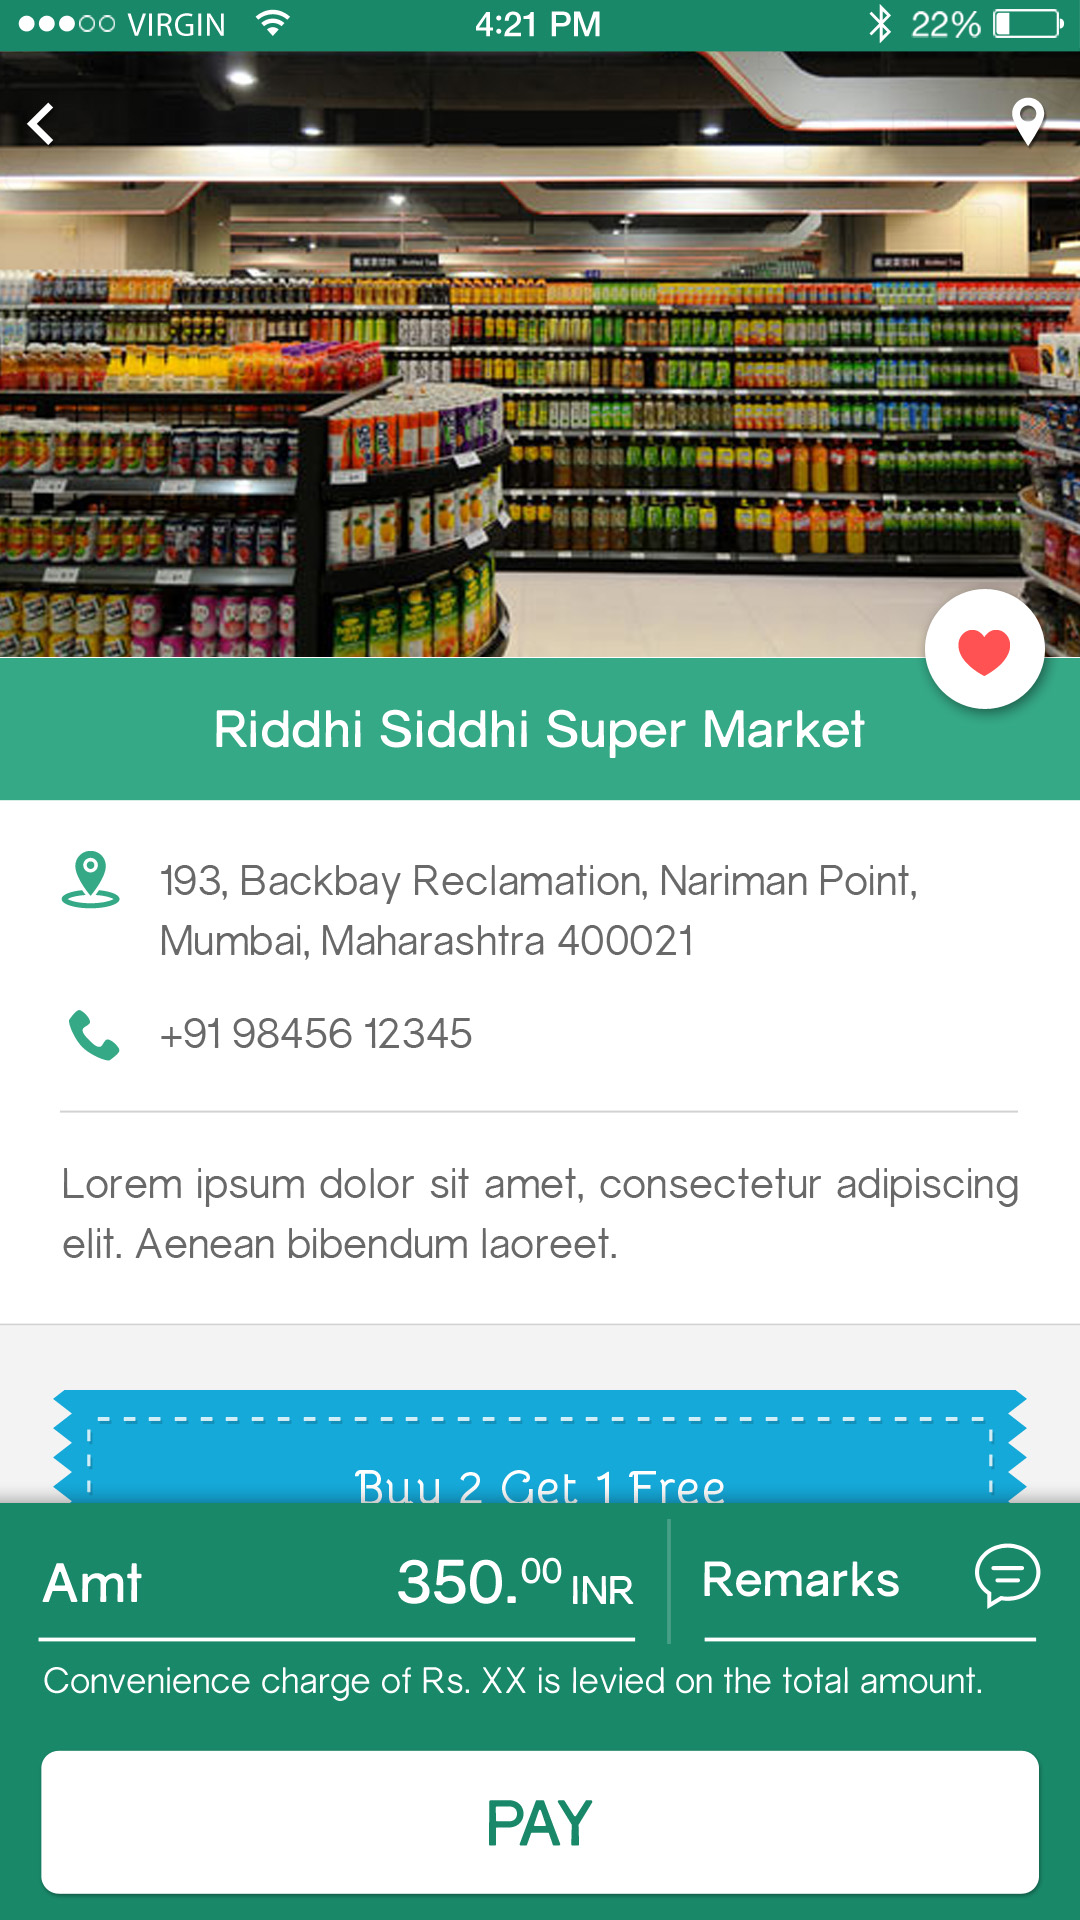 VIRGIN 4:21 PM 22%
Riddhi Siddhi Super Market
193, Backbay Reclamation, Nariman Point,
Mumbai, Maharashtra 400021
+91 98456 12345
Lorem ipsum dolor sit amet, consectetur adipiscing
elit. Aenean bibendum laoreet.
Buy 2 Get 1 Free
Amt 350.00 INR Remarks
Convenience charge of Rs. XX is levied on the total amount.
PAY